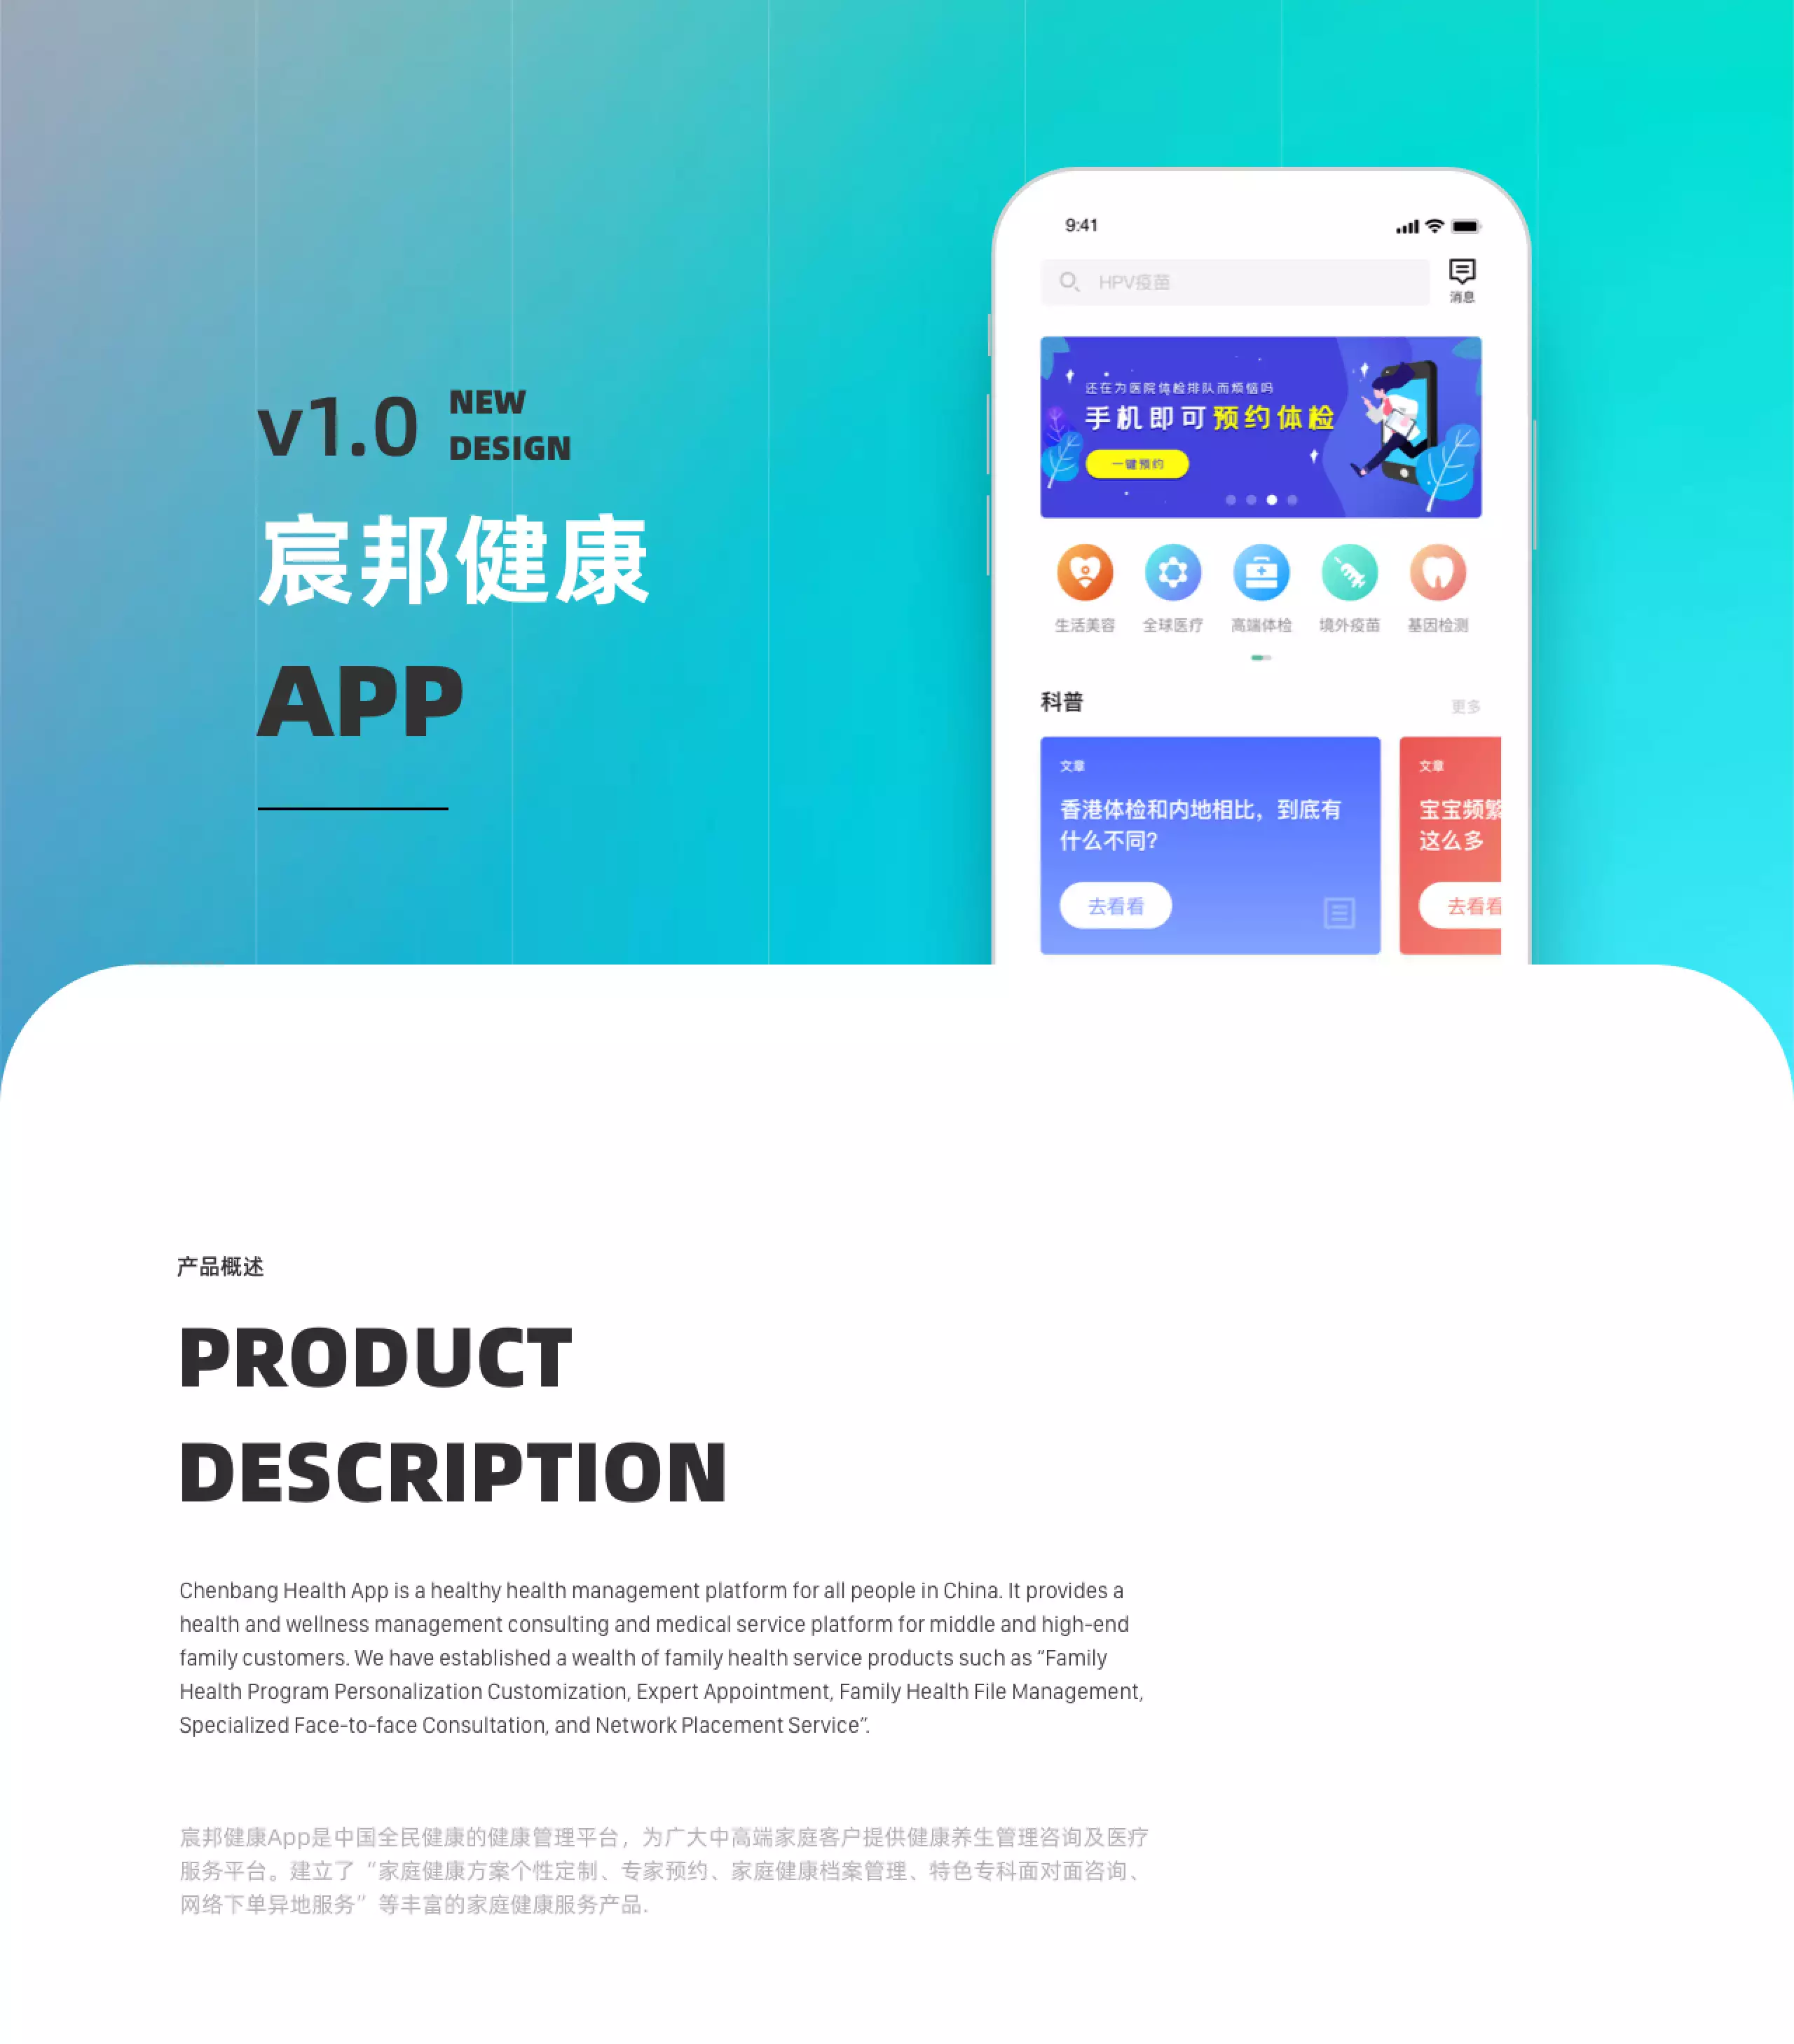 v1.0 NEW
DESIGN
宸邦健康
APP
9:41
HPV疫苗
消息
还在为医院体检排队而烦恼吗
手机即可预约体检
一键预约
生活美容 全球医疗 高端体检 境外疫苗 基因检测
科普 更多
文章
香港体检和内地相比，到底有
什么不同？
去看看
文章
宝宝频繁
这么多
去看看
产品概述
PRODUCT
DESCRIPTION
Chenbang Health App is a healthy health management platform for all people in China. It provides a
health and wellness management consulting and medical service platform for middle and high-end
family customers. We have established a wealth of family health service products such as “Family
Health Program Personalization Customization, Expert Appointment, Family Health File Management,
Specialized Face-to-face Consultation, and Network Placement Service”.
宸邦健康App是中国全民健康的健康管理平台，为广大中高端家庭客户提供健康养生管理咨询及医疗
服务平台。建立了“家庭健康方案个性定制、专家预约、家庭健康档案管理、特色专科面对面咨询、
网络下单异地服务”等丰富的家庭健康服务产品.